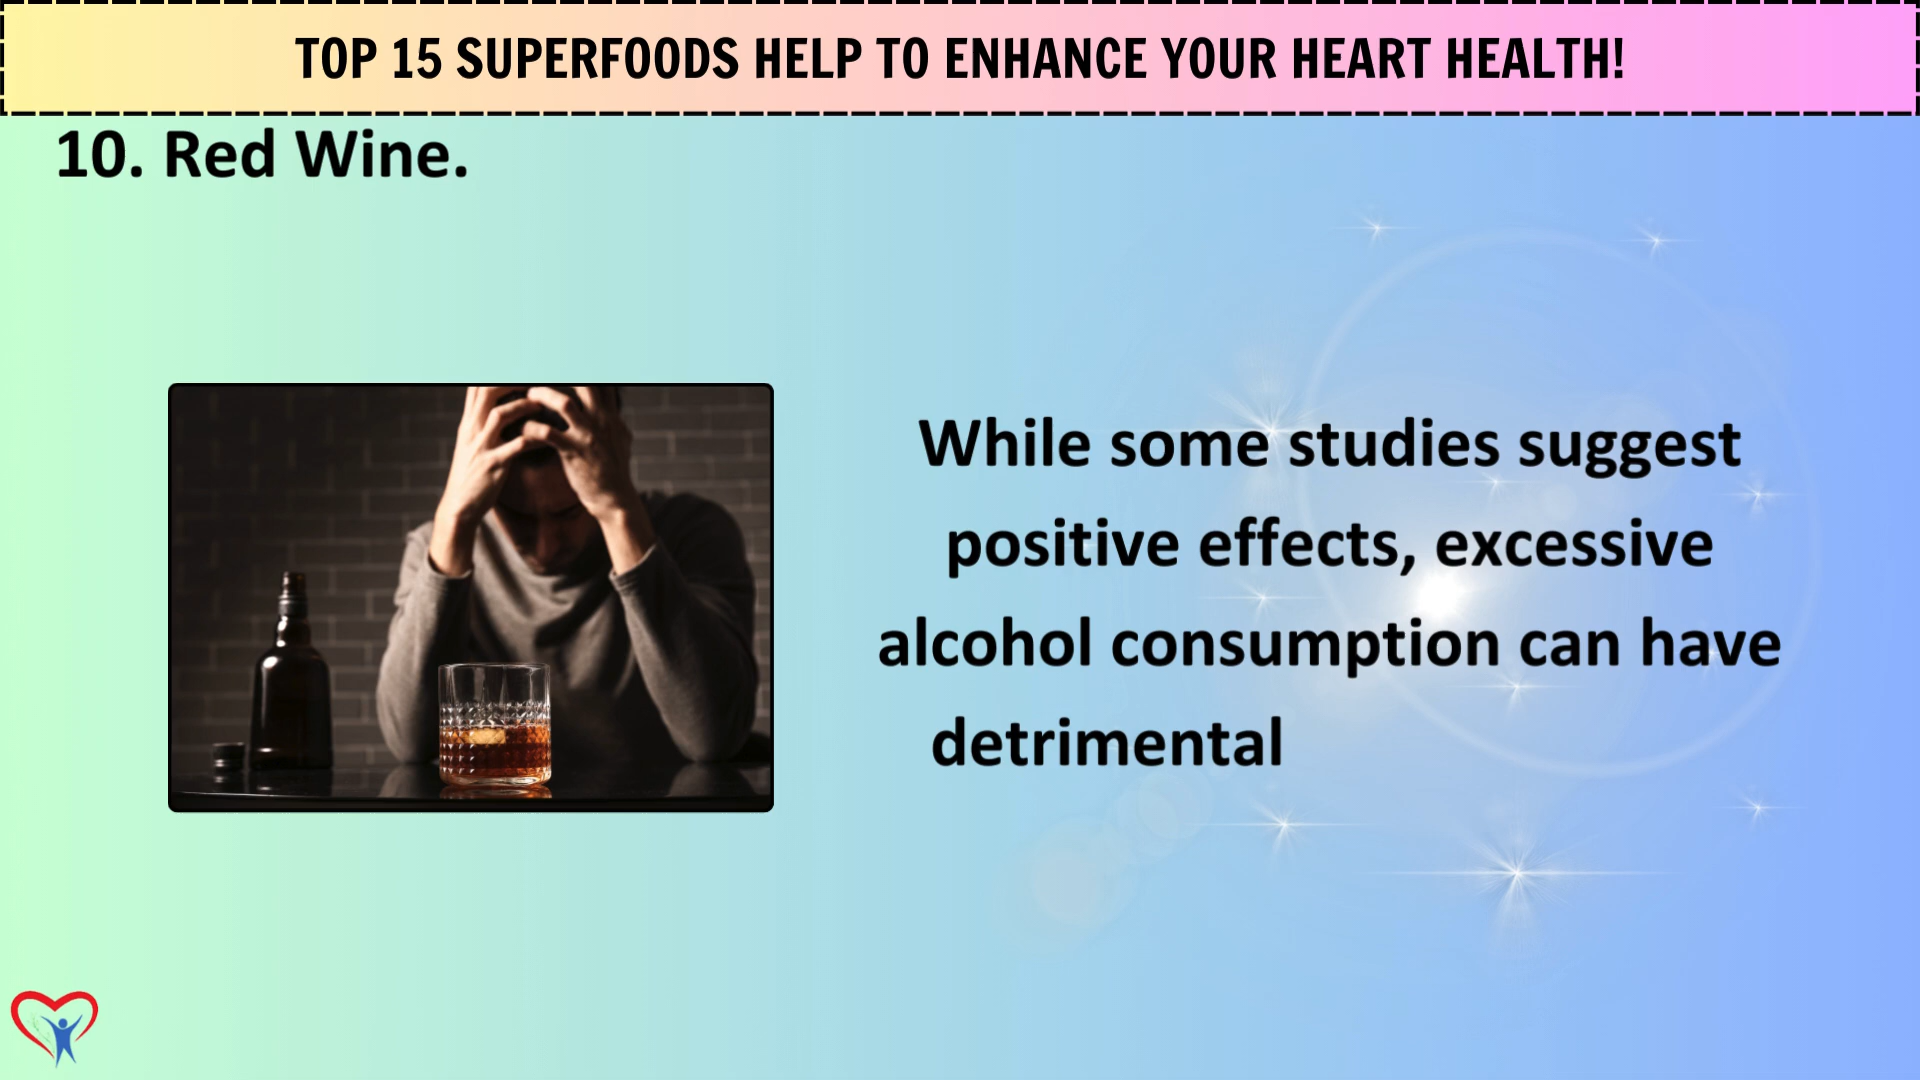 TOP 15 SUPERFOODS HELP TO ENHANCE YOUR HEART HEALTH!
10. Red Wine.
While some studies suggest
positive effects, excessive
alcohol consumption can have
detrimental